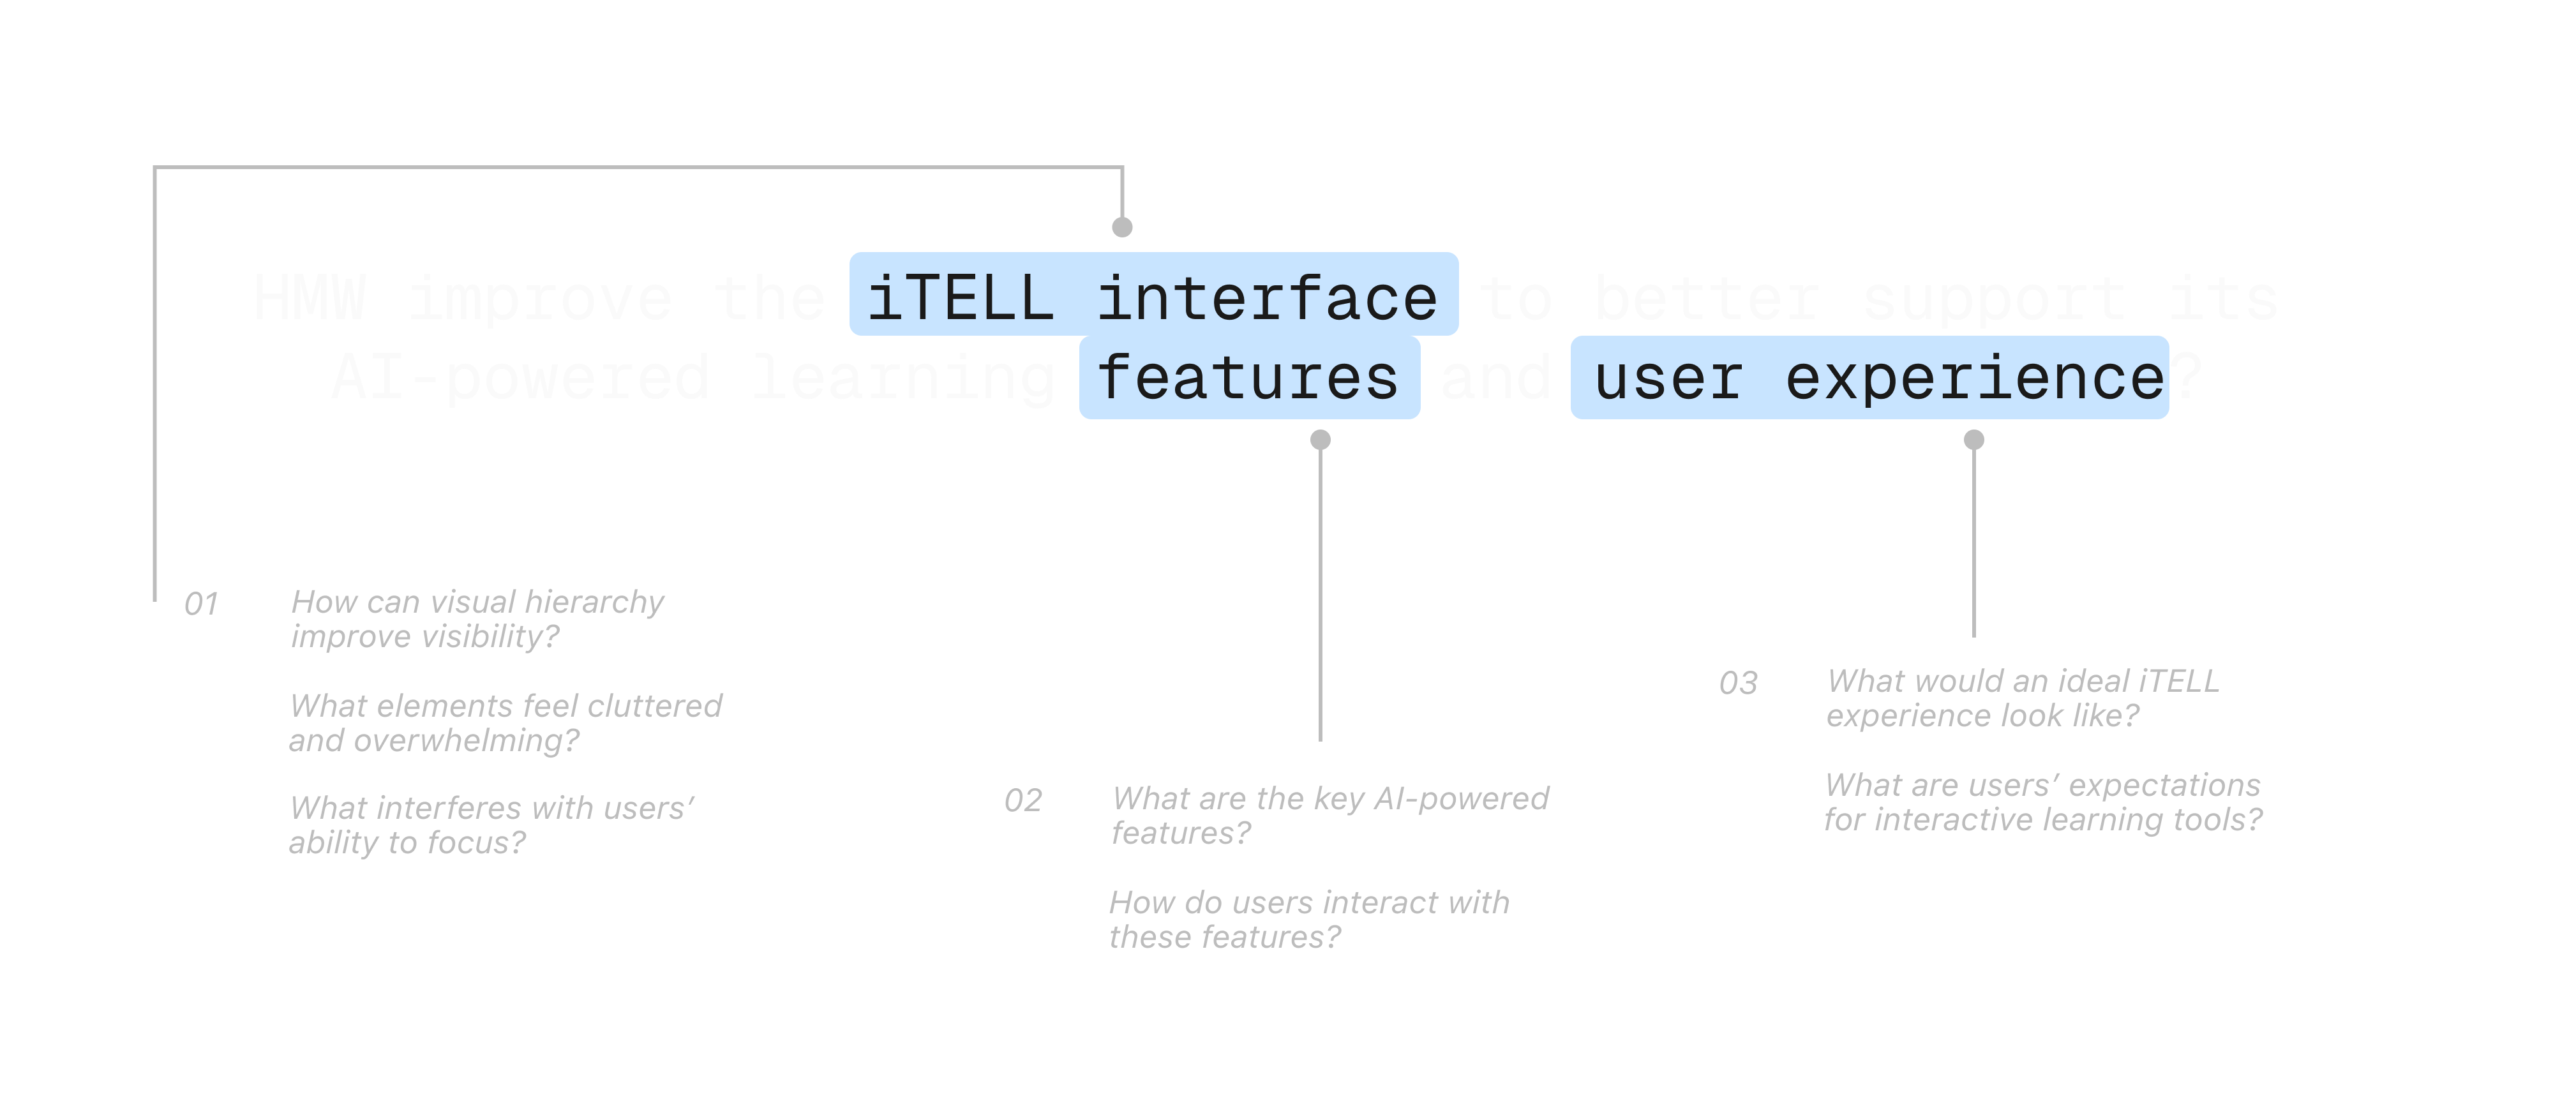 HMW improve the iTELL interface to better support its
AI-powered learning features and user experience?
01
How can visual hierarchy
improve visibility?
What elements feel cluttered
and overwhelming?
What interferes with users’
ability to focus?
02
What are the key AI-powered
features?
How do users interact with
these features?
03
What would an ideal iTELL
experience look like?
What are users’ expectations
for interactive learning tools?